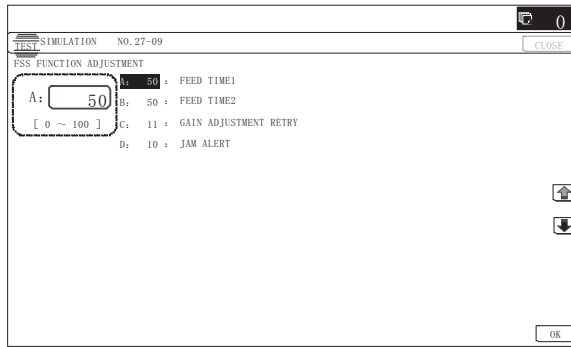 0
TEST SIMULATION NO. 27-09
CLOSE
FSS FUNCTION ADJUSTMENT
A: 50
[ 0 ~ 100 ]
A: 50 : FEED TIME1
B: 50 : FEED TIME2
C: 11 : GAIN ADJUSTMENT RETRY
D: 10 : JAM ALERT
OK